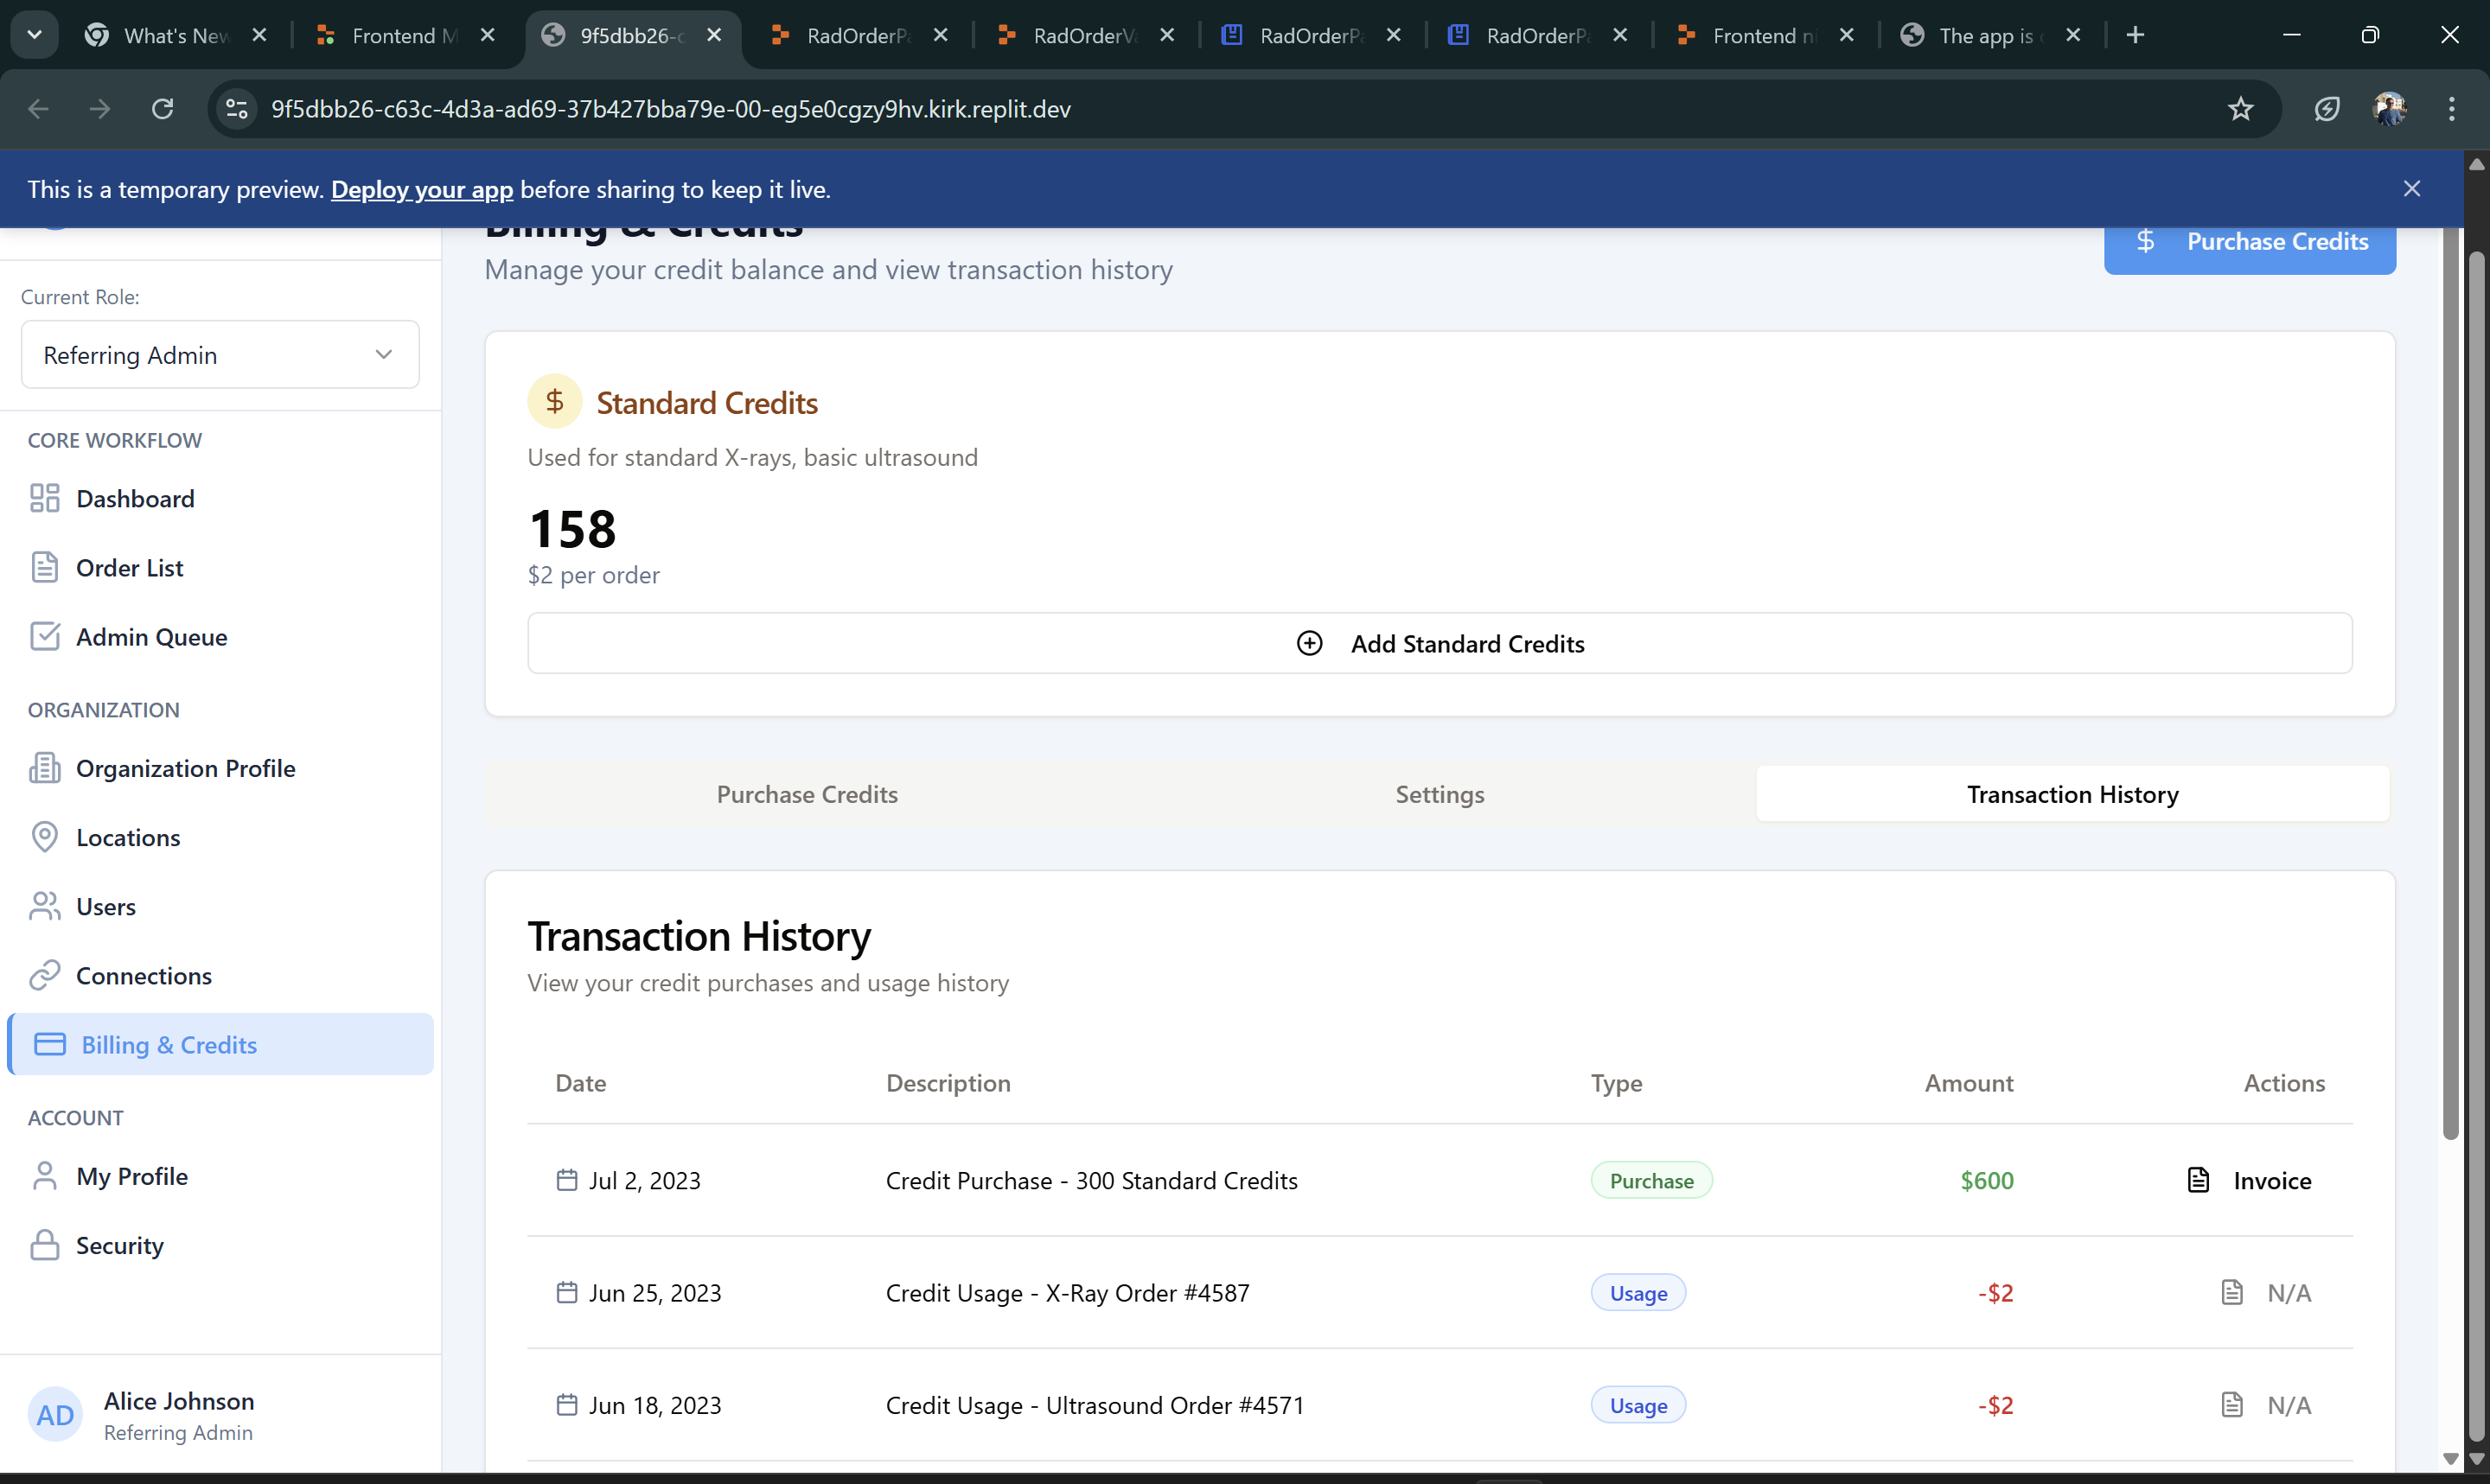 What's New
Frontend M
9f5dbb26-c
RadOrderPa
RadOrderVa
RadOrderPa
RadOrderPa
Frontend ni
The app is
9f5dbb26-c63c-4d3a-ad69-37b427bba79e-00-eg5e0cgzy9hv.kirk.replit.dev
This is a temporary preview. Deploy your app before sharing to keep it live.
Current Role:
Referring Admin
CORE WORKFLOW
Dashboard
Order List
Admin Queue
ORGANIZATION
Organization Profile
Locations
Users
Connections
Billing & Credits
ACCOUNT
My Profile
Security
AD
Alice Johnson
Referring Admin
Billing & Credits
Manage your credit balance and view transaction history
$ Purchase Credits
$ Standard Credits
Used for standard X-rays, basic ultrasound
158
$2 per order
Add Standard Credits
Purchase Credits Settings Transaction History
Transaction History
View your credit purchases and usage history
Date Description Type Amount Actions
Jul 2, 2023 Credit Purchase - 300 Standard Credits Purchase $600 Invoice
Jun 25, 2023 Credit Usage - X-Ray Order #4587 Usage -$2 N/A
Jun 18, 2023 Credit Usage - Ultrasound Order #4571 Usage -$2 N/A